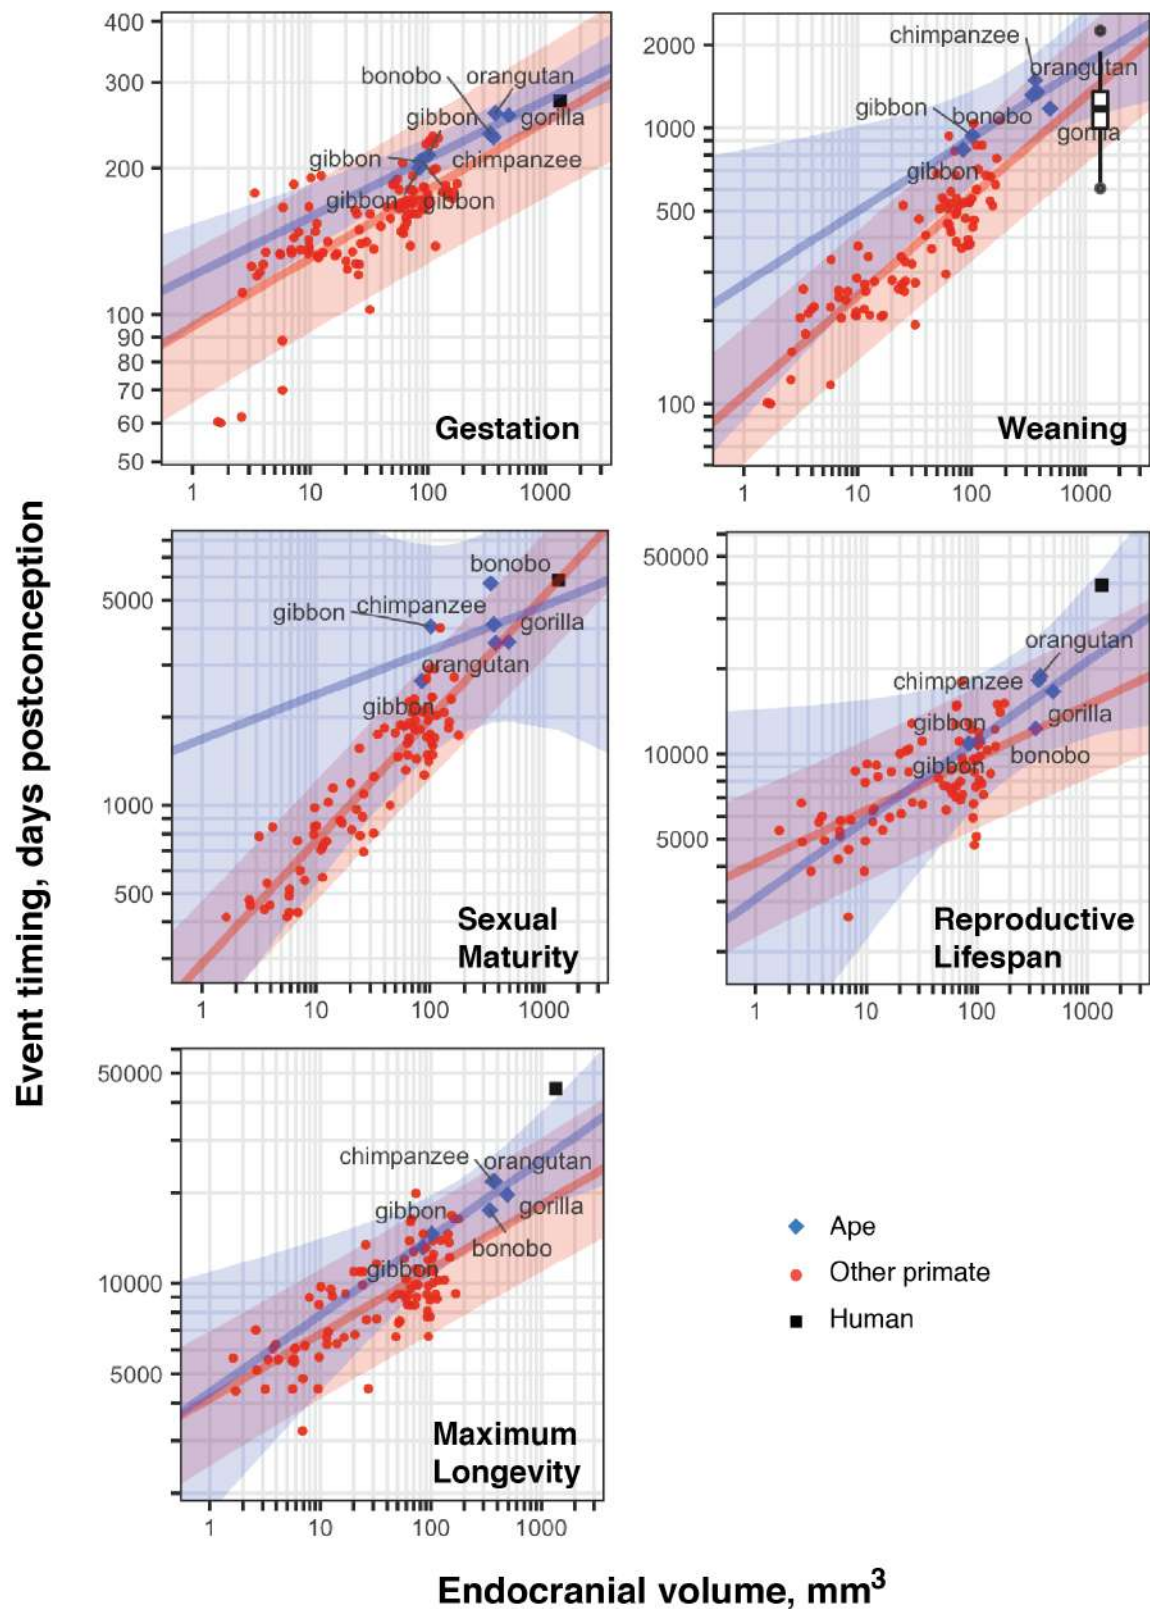 Event timing, days postconception
400
300
200
100
90
80
70
60
50
bonobo
orangutan
gibbon
gorilla
gibbon
chimpanzee
gibbon
gibbon
Gestation
1
10
100
1000
2000
1000
500
100
chimpanzee
orangutan
gibbon
bonobo
gorilla
gibbon
Weaning
1
10
100
1000
5000
1000
500
bonobo
chimpanzee
gibbon
gorilla
orangutan
gibbon
Sexual
Maturity
1
10
100
1000
50000
10000
5000
orangutan
chimpanzee
gibbon
gorilla
bonobo
gibbon
Reproductive
Lifespan
1
10
100
1000
50000
10000
5000
chimpanzee
orangutan
gibbon
gorilla
bonobo
gibbon
Maximum
Longevity
1
10
100
1000
Ape
Other primate
Human
Endocranial volume, mm³